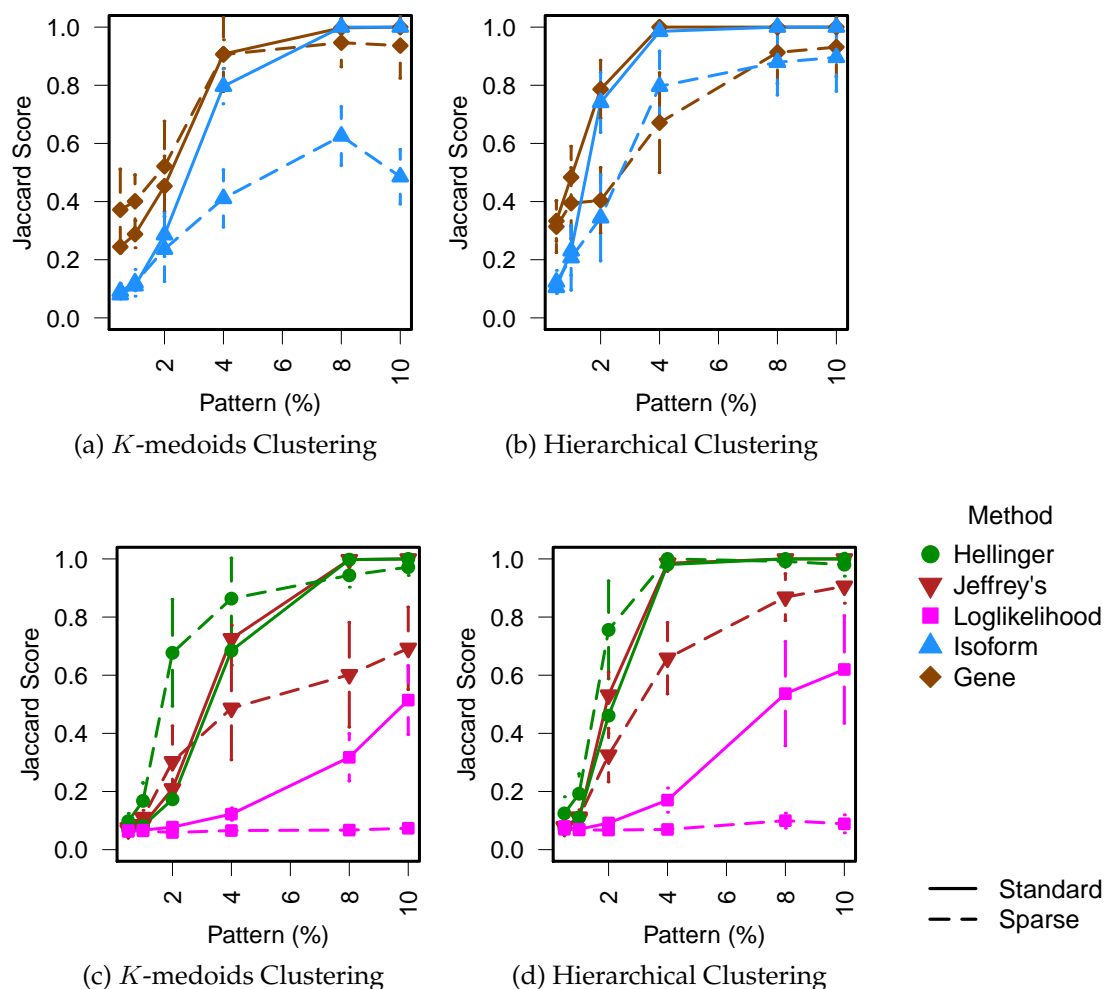 Jaccard Score
1.0
0.8
0.6
0.4
0.2
0.0
2
4
6
8
10
Pattern (%)
(a) K-medoids Clustering
Jaccard Score
1.0
0.8
0.6
0.4
0.2
0.0
2
4
6
8
10
Pattern (%)
(b) Hierarchical Clustering
Jaccard Score
1.0
0.8
0.6
0.4
0.2
0.0
2
4
6
8
10
Pattern (%)
(c) K-medoids Clustering
Jaccard Score
1.0
0.8
0.6
0.4
0.2
0.0
2
4
6
8
10
Pattern (%)
(d) Hierarchical Clustering
Method
Hellinger
Jeffrey's
Loglikelihood
Isoform
Gene
Standard
Sparse